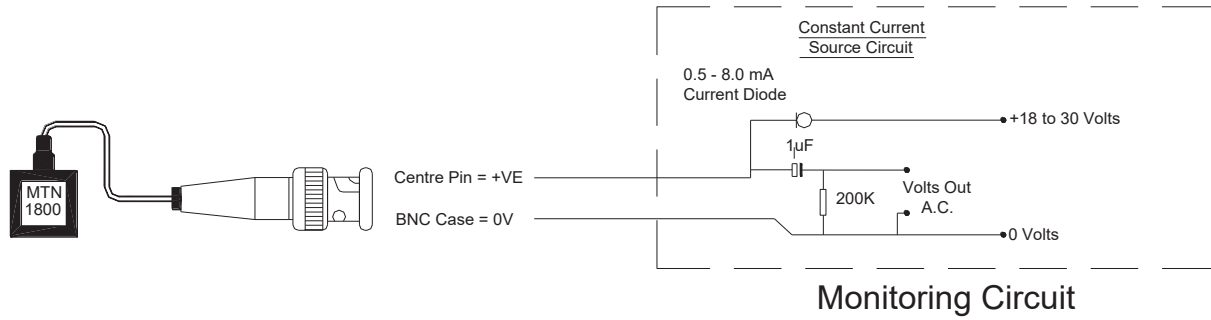 Constant Current
Source Circuit
0.5 - 8.0 mA
Current Diode
+18 to 30 Volts
1uF
MTN
1800
Centre Pin = +VE
BNC Case = 0V
200K
Volts Out
A.C.
0 Volts
Monitoring Circuit